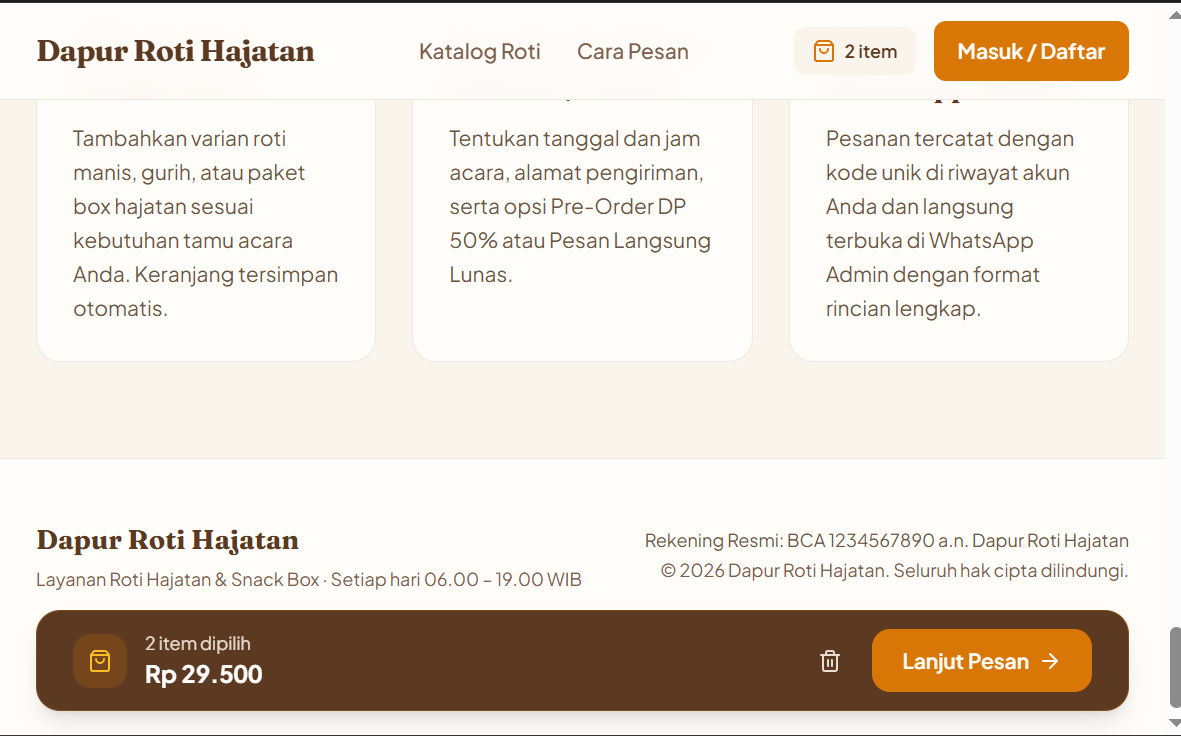 Dapur Roti Hajatan
Katalog Roti
Cara Pesan
2 item
Masuk / Daftar
Tambahkan varian roti
manis, gurih, atau paket
box hajatan sesuai
kebutuhan tamu acara
Anda. Keranjang tersimpan
otomatis.
Tentukan tanggal dan jam
acara, alamat pengiriman,
serta opsi Pre-Order DP
50% atau Pesan Langsung
Lunas.
Pesanan tercatat dengan
kode unik di riwayat akun
Anda dan langsung
terbuka di WhatsApp
Admin dengan format
rincian lengkap.
Dapur Roti Hajatan
Layanan Roti Hajatan & Snack Box · Setiap hari 06.00 – 19.00 WIB
Rekening Resmi: BCA 1234567890 a.n. Dapur Roti Hajatan
© 2026 Dapur Roti Hajatan. Seluruh hak cipta dilindungi.
2 item dipilih
Rp 29.500
Lanjut Pesan →